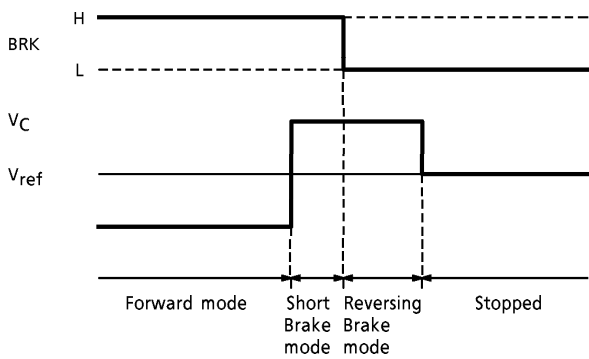 H
BRK
L
VC
Vref
Forward mode
Short Brake mode
Reversing Brake mode
Stopped